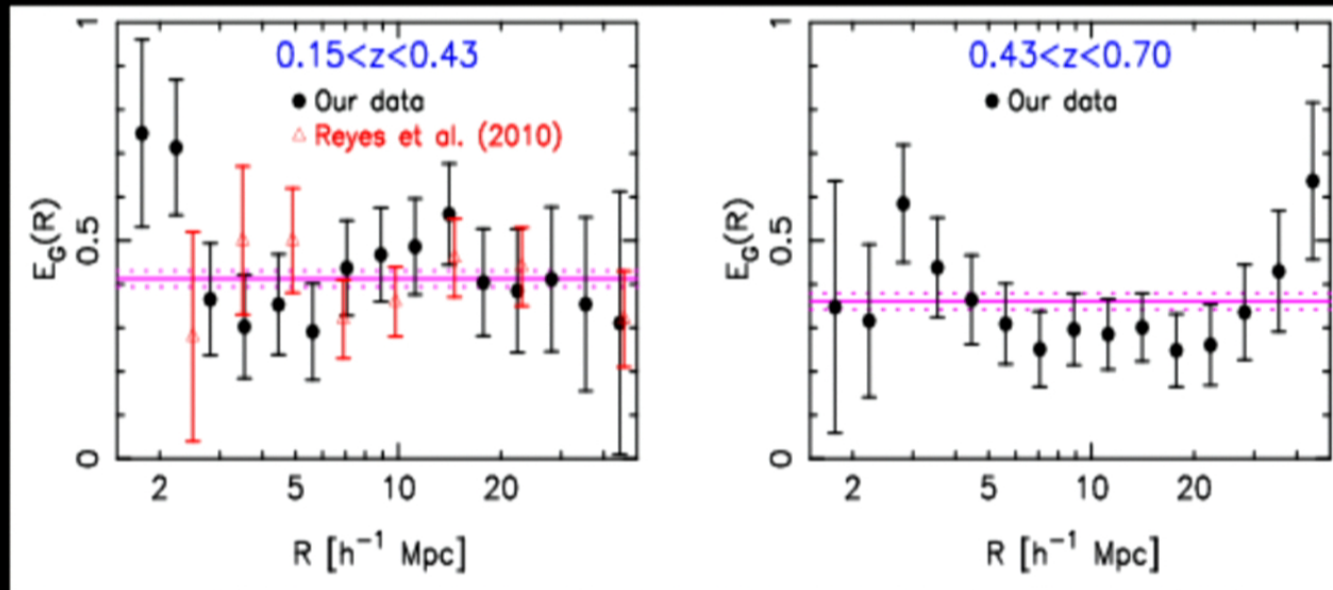 0.15<z<0.43
Our data
Reyes et al. (2010)
E_G(R)
1
0.5
0
2 5 10 20
R [h⁻¹ Mpc]
0.43<z<0.70
Our data
E_G(R)
1
0.5
0
2 5 10 20
R [h⁻¹ Mpc]